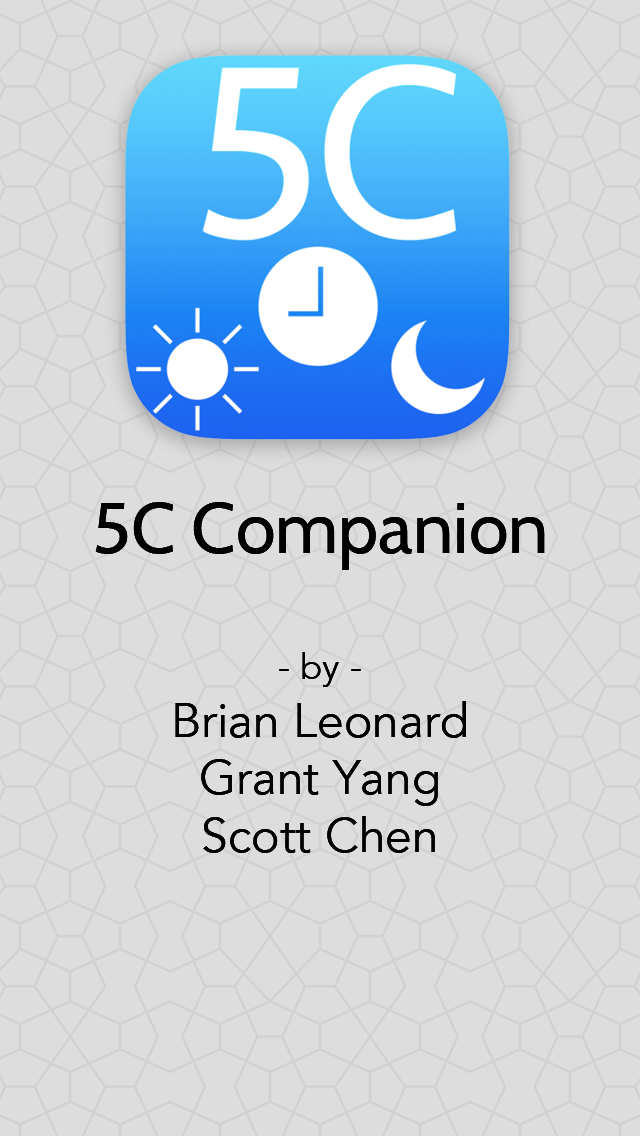 5C
5C Companion
- by -
Brian Leonard
Grant Yang
Scott Chen